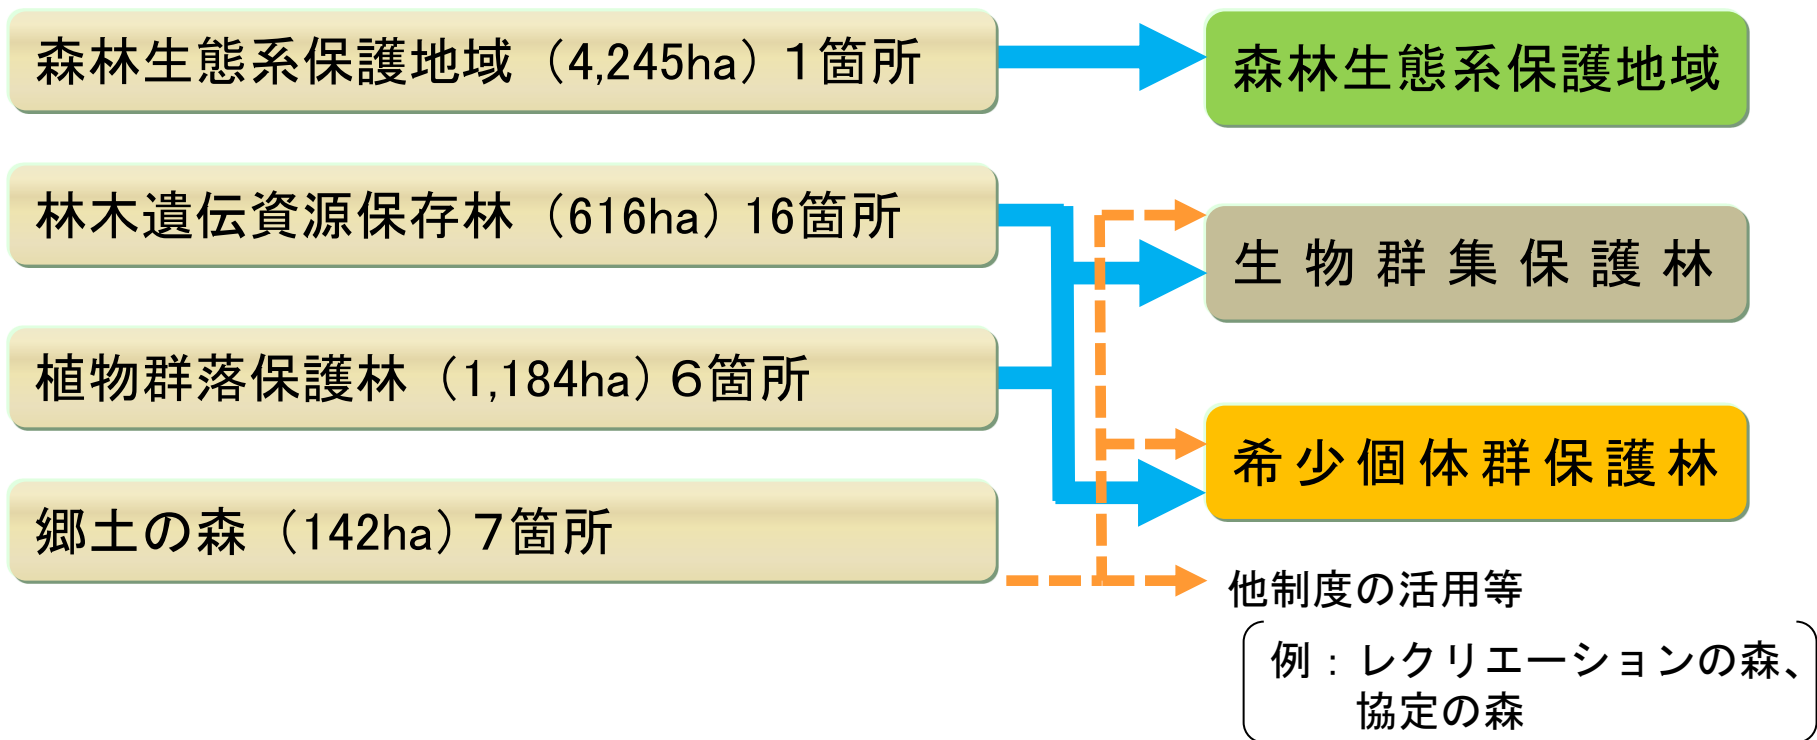 森林生態系保護地域（4,245ha）１箇所
森林生態系保護地域
林木遺伝資源保存林（616ha）16箇所
生物群集保護林
植物群落保護林（1,184ha）６箇所
希少個体群保護林
郷土の森（142ha）７箇所
他制度の活用等
例：レクリエーションの森、
協定の森